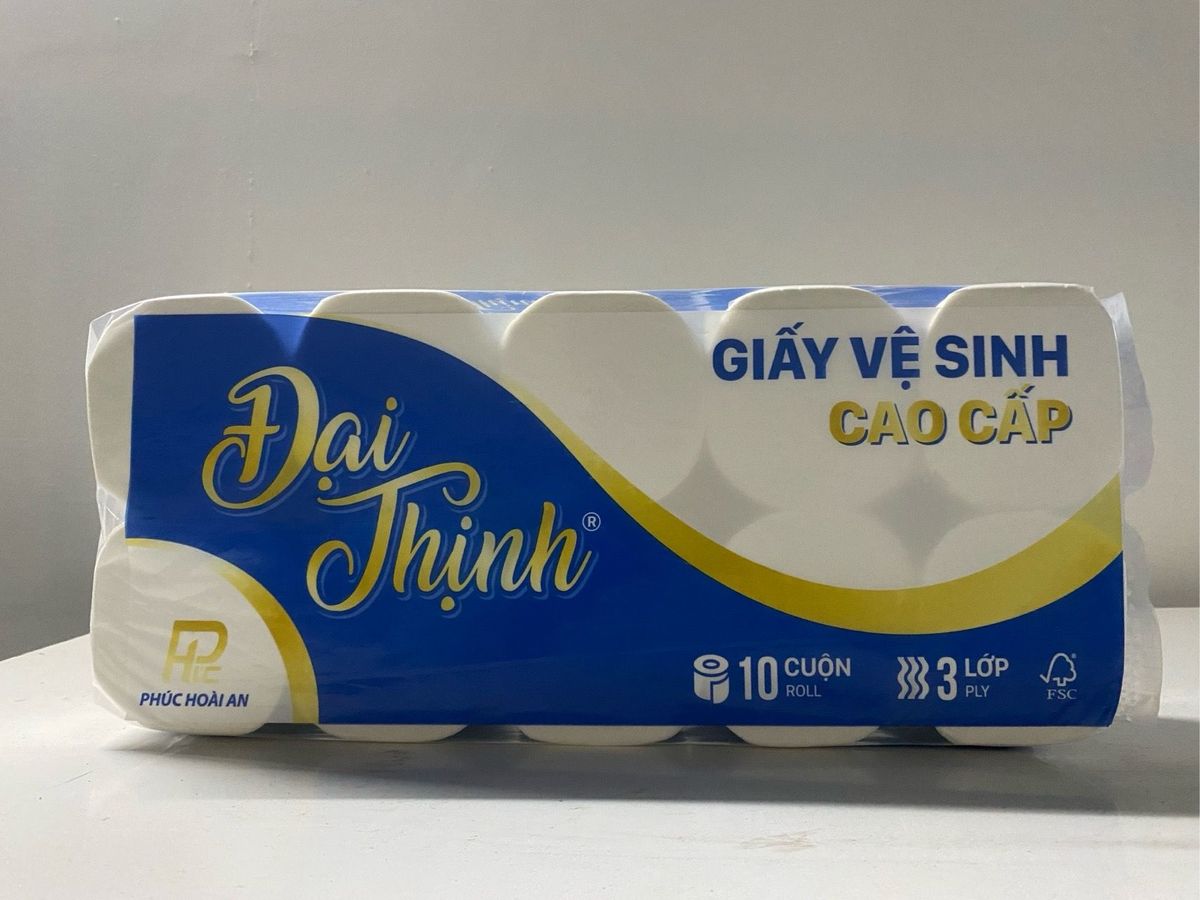 Đại
Thịnh®
GIẤY VỆ SINH
CAO CẤP
PHÚC HOÀI AN
10 CUỘN
ROLL
3 LỚP
PLY
FSC